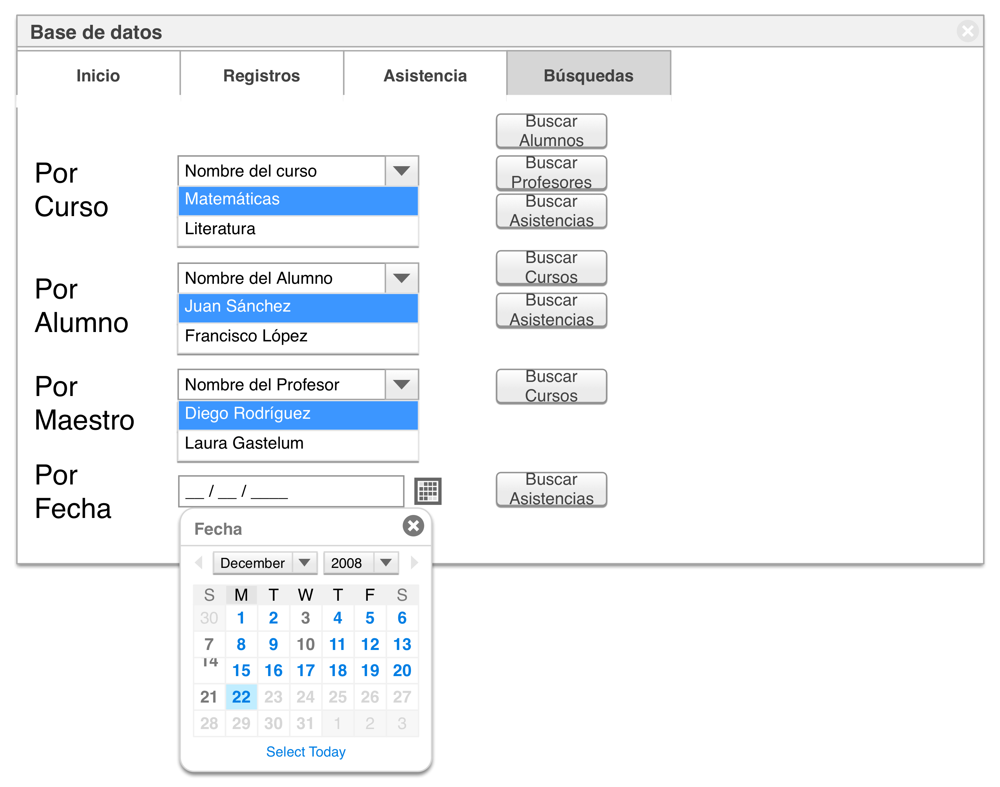 Base de datos
Inicio Registros Asistencia Búsquedas
Buscar
Alumnos
Por
Curso
Nombre del curso
Matemáticas
Literatura
Buscar
Profesores
Buscar
Asistencias
Por
Alumno
Nombre del Alumno
Juan Sánchez
Francisco López
Buscar
Cursos
Buscar
Asistencias
Por
Maestro
Nombre del Profesor
Diego Rodríguez
Laura Gastelum
Buscar
Cursos
Por
Fecha
__ / __ / ____
Buscar
Asistencias
Fecha
December 2008
S M T W T F S
30 1 2 3 4 5 6
7 8 9 10 11 12 13
14 15 16 17 18 19 20
21 22 23 24 25 26 27
28 29 30 31 1 2 3
Select Today